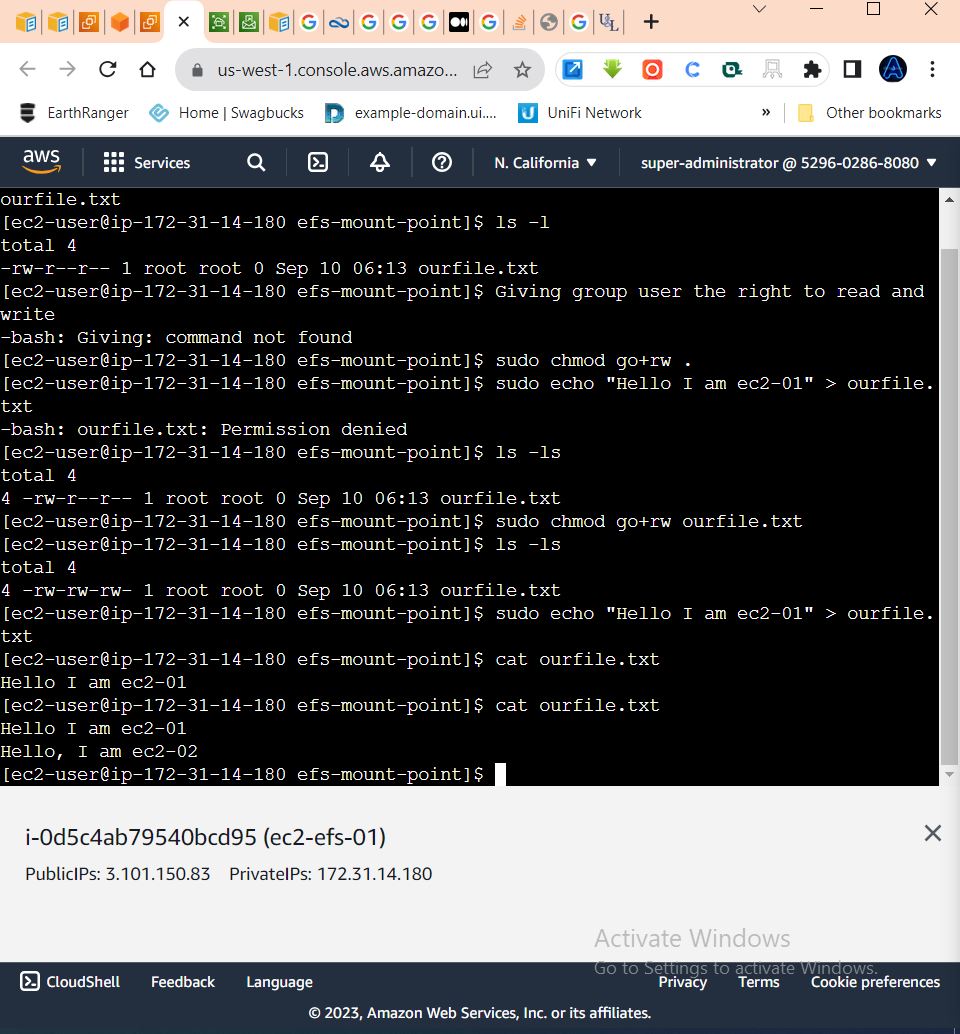 us-west-1.console.aws.amazo...
EarthRanger
Home | Swagbucks
example-domain.ui....
UniFi Network
»
Other bookmarks
aws
Services
N. California
super-administrator @ 5296-0286-8080
ourfile.txt
[ec2-user@ip-172-31-14-180 efs-mount-point]$ ls -l
total 4
-rw-r--r-- 1 root root 0 Sep 10 06:13 ourfile.txt
[ec2-user@ip-172-31-14-180 efs-mount-point]$ Giving group user the right to read and
write
-bash: Giving: command not found
[ec2-user@ip-172-31-14-180 efs-mount-point]$ sudo chmod go+rw .
[ec2-user@ip-172-31-14-180 efs-mount-point]$ sudo echo "Hello I am ec2-01" > ourfile.
txt
-bash: ourfile.txt: Permission denied
[ec2-user@ip-172-31-14-180 efs-mount-point]$ ls -ls
total 4
4 -rw-r--r-- 1 root root 0 Sep 10 06:13 ourfile.txt
[ec2-user@ip-172-31-14-180 efs-mount-point]$ sudo chmod go+rw ourfile.txt
[ec2-user@ip-172-31-14-180 efs-mount-point]$ ls -ls
total 4
4 -rw-rw-rw- 1 root root 0 Sep 10 06:13 ourfile.txt
[ec2-user@ip-172-31-14-180 efs-mount-point]$ sudo echo "Hello I am ec2-01" > ourfile.
txt
[ec2-user@ip-172-31-14-180 efs-mount-point]$ cat ourfile.txt
Hello I am ec2-01
[ec2-user@ip-172-31-14-180 efs-mount-point]$ cat ourfile.txt
Hello I am ec2-01
Hello, I am ec2-02
[ec2-user@ip-172-31-14-180 efs-mount-point]$
i-0d5c4ab79540bcd95 (ec2-efs-01)
PublicIPs: 3.101.150.83 PrivateIPs: 172.31.14.180
Activate Windows
Go to Settings to activate Windows.
CloudShell
Feedback
Language
Privacy
Terms
Cookie preferences
© 2023, Amazon Web Services, Inc. or its affiliates.